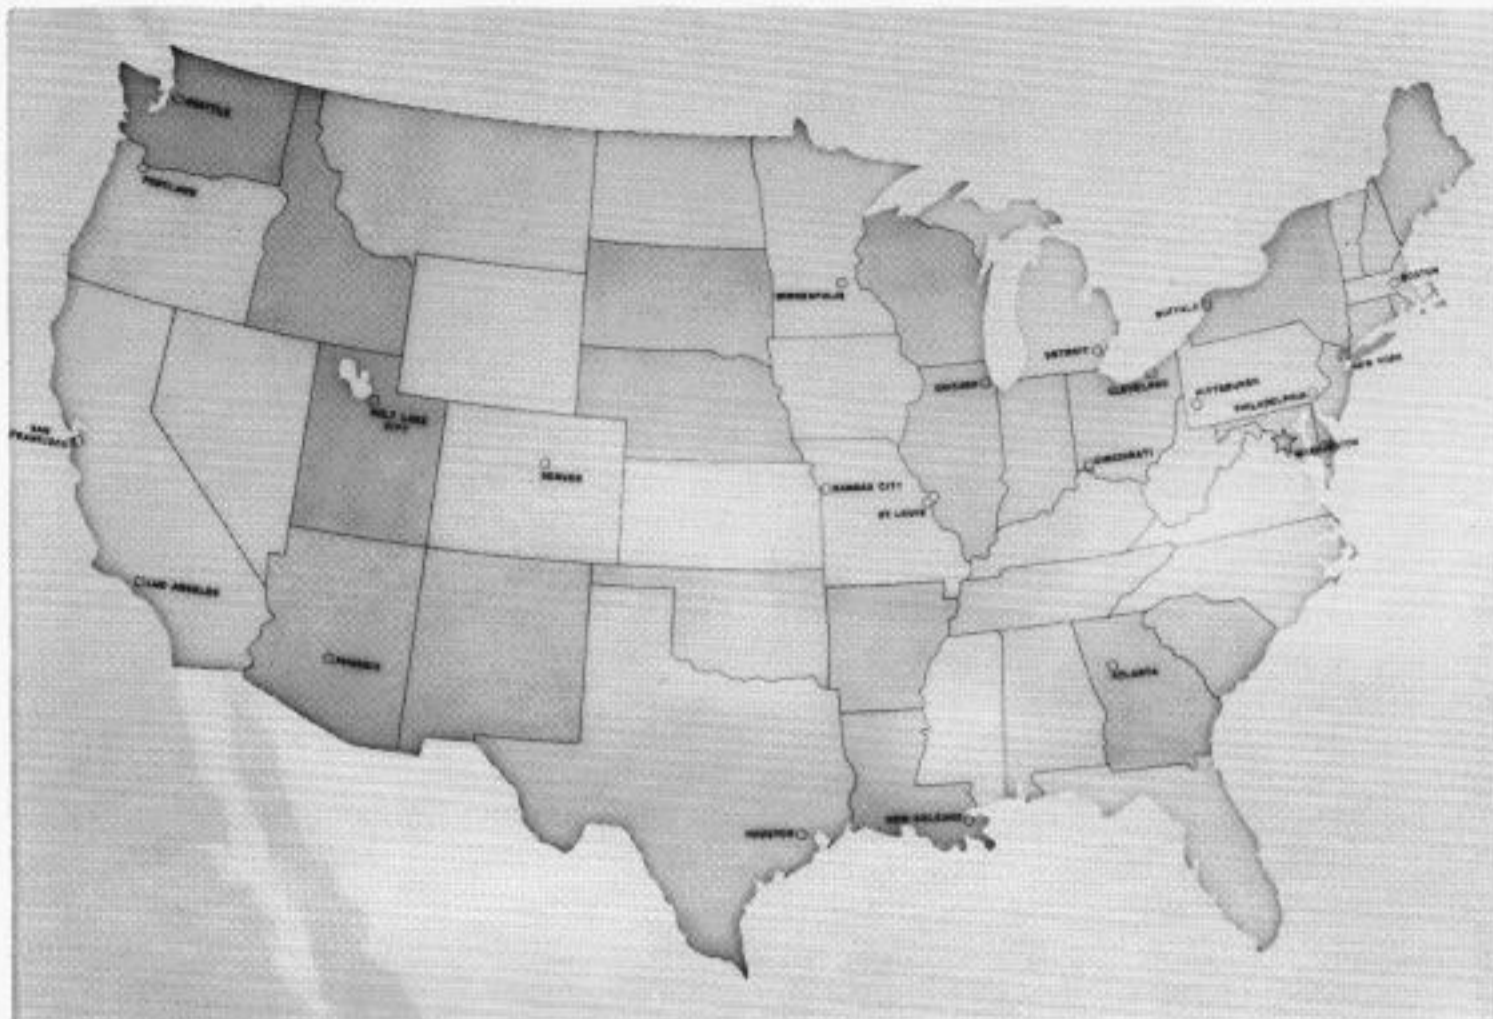 SEATTLE
PORTLAND
MINNEAPOLIS
BOSTON
BUFFALO
DETROIT
NEW YORK
CHICAGO
CLEVELAND
PITTSBURGH
PHILADELPHIA
SALT LAKE
CITY
SAN
FRANCISCO
WASHINGTON
CINCINNATI
DENVER
KANSAS CITY
ST. LOUIS
LOS ANGELES
PHOENIX
ATLANTA
HOUSTON
NEW ORLEANS